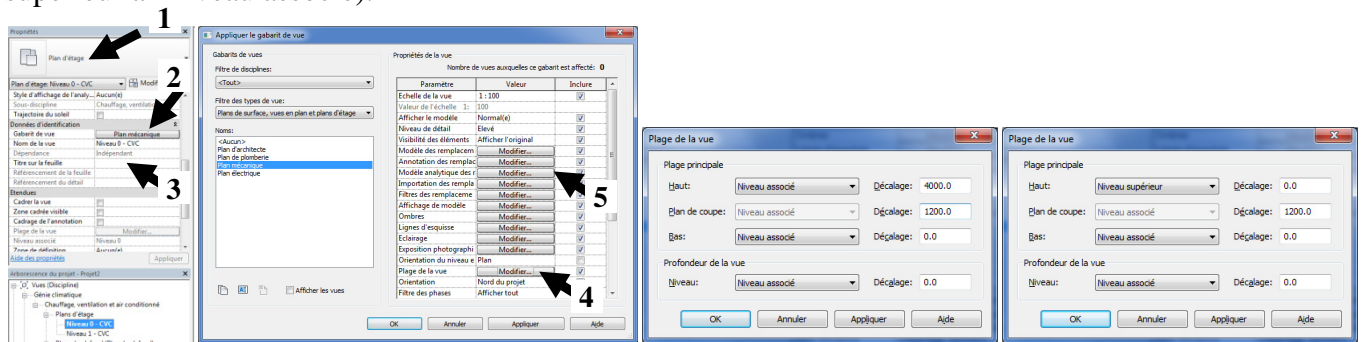 1
Propriétés
Plan d'étage
2
Plan d'étage: Niveau 0 - CVC
Modif
Style d'affichage de l'analy... Aucun(e)
Sous-discipline Chauffage, ventilatio
Trajectoire du soleil
Données d'identification
Gabarit de vue Plan mécanique
Nom de la vue Niveau 0 - CVC
Dépendance Indépendant
Titre sur la feuille
Référencement de la feuille
Référencement du détail
3
Etendues
Cadrer la vue
Zone cadrée visible
Cadrage de l'annotation
Plage de la vue Modifier...
Niveau associé Niveau 0
Zone de définition Aucun(e)
Aide des propriétés Appliquer
Arborescence du projet - Projet2
Vues (Discipline)
Génie climatique
Chauffage, ventilation et air conditionné
Plans d'étage
Niveau 0 - CVC
Niveau 1 - CVC
Appliquer le gabarit de vue
Gabarits de vues
Filtre de disciplines:
<Tout>
Filtre des types de vue:
Plans de surface, vues en plan et plans d'étage
Noms:
<Aucun>
Plan d'architecte
Plan de plomberie
Plan mécanique
Plan électrique
Afficher les vues
Propriétés de la vue
Nombre de vues auxquelles ce gabarit est affecté: 0
Paramètre Valeur Inclure
Echelle de la vue 1 : 100
Valeur de l'échelle 1: 100
Afficher le modèle Normal(e)
Niveau de détail Elevé
Visibilité des éléments Afficher l'original
Modèle des remplacem Modifier...
Annotation des remplac Modifier...
Modèle analytique des r Modifier...
Importation des rempla Modifier...
Filtres des remplaceme Modifier...
Affichage de modèle Modifier...
Ombres Modifier...
Lignes d'esquisse Modifier...
Eclairage Modifier...
Exposition photographi Modifier...
Orientation du niveau e Plan
Plage de la vue Modifier...
Orientation Nord du projet
Filtre des phases Afficher tout
5
4
OK Annuler Appliquer Aide
Plage de la vue
Plage principale
Haut: Niveau associé Décalage: 4000.0
Plan de coupe: Niveau associé Décalage: 1200.0
Bas: Niveau associé Décalage: 0.0
Profondeur de la vue
Niveau: Niveau associé Décalage: 0.0
OK Annuler Appliquer Aide
Plage de la vue
Plage principale
Haut: Niveau supérieur Décalage: 0.0
Plan de coupe: Niveau associé Décalage: 1200.0
Bas: Niveau associé Décalage: 0.0
Profondeur de la vue
Niveau: Niveau associé Décalage: 0.0
OK Annuler Appliquer Aide